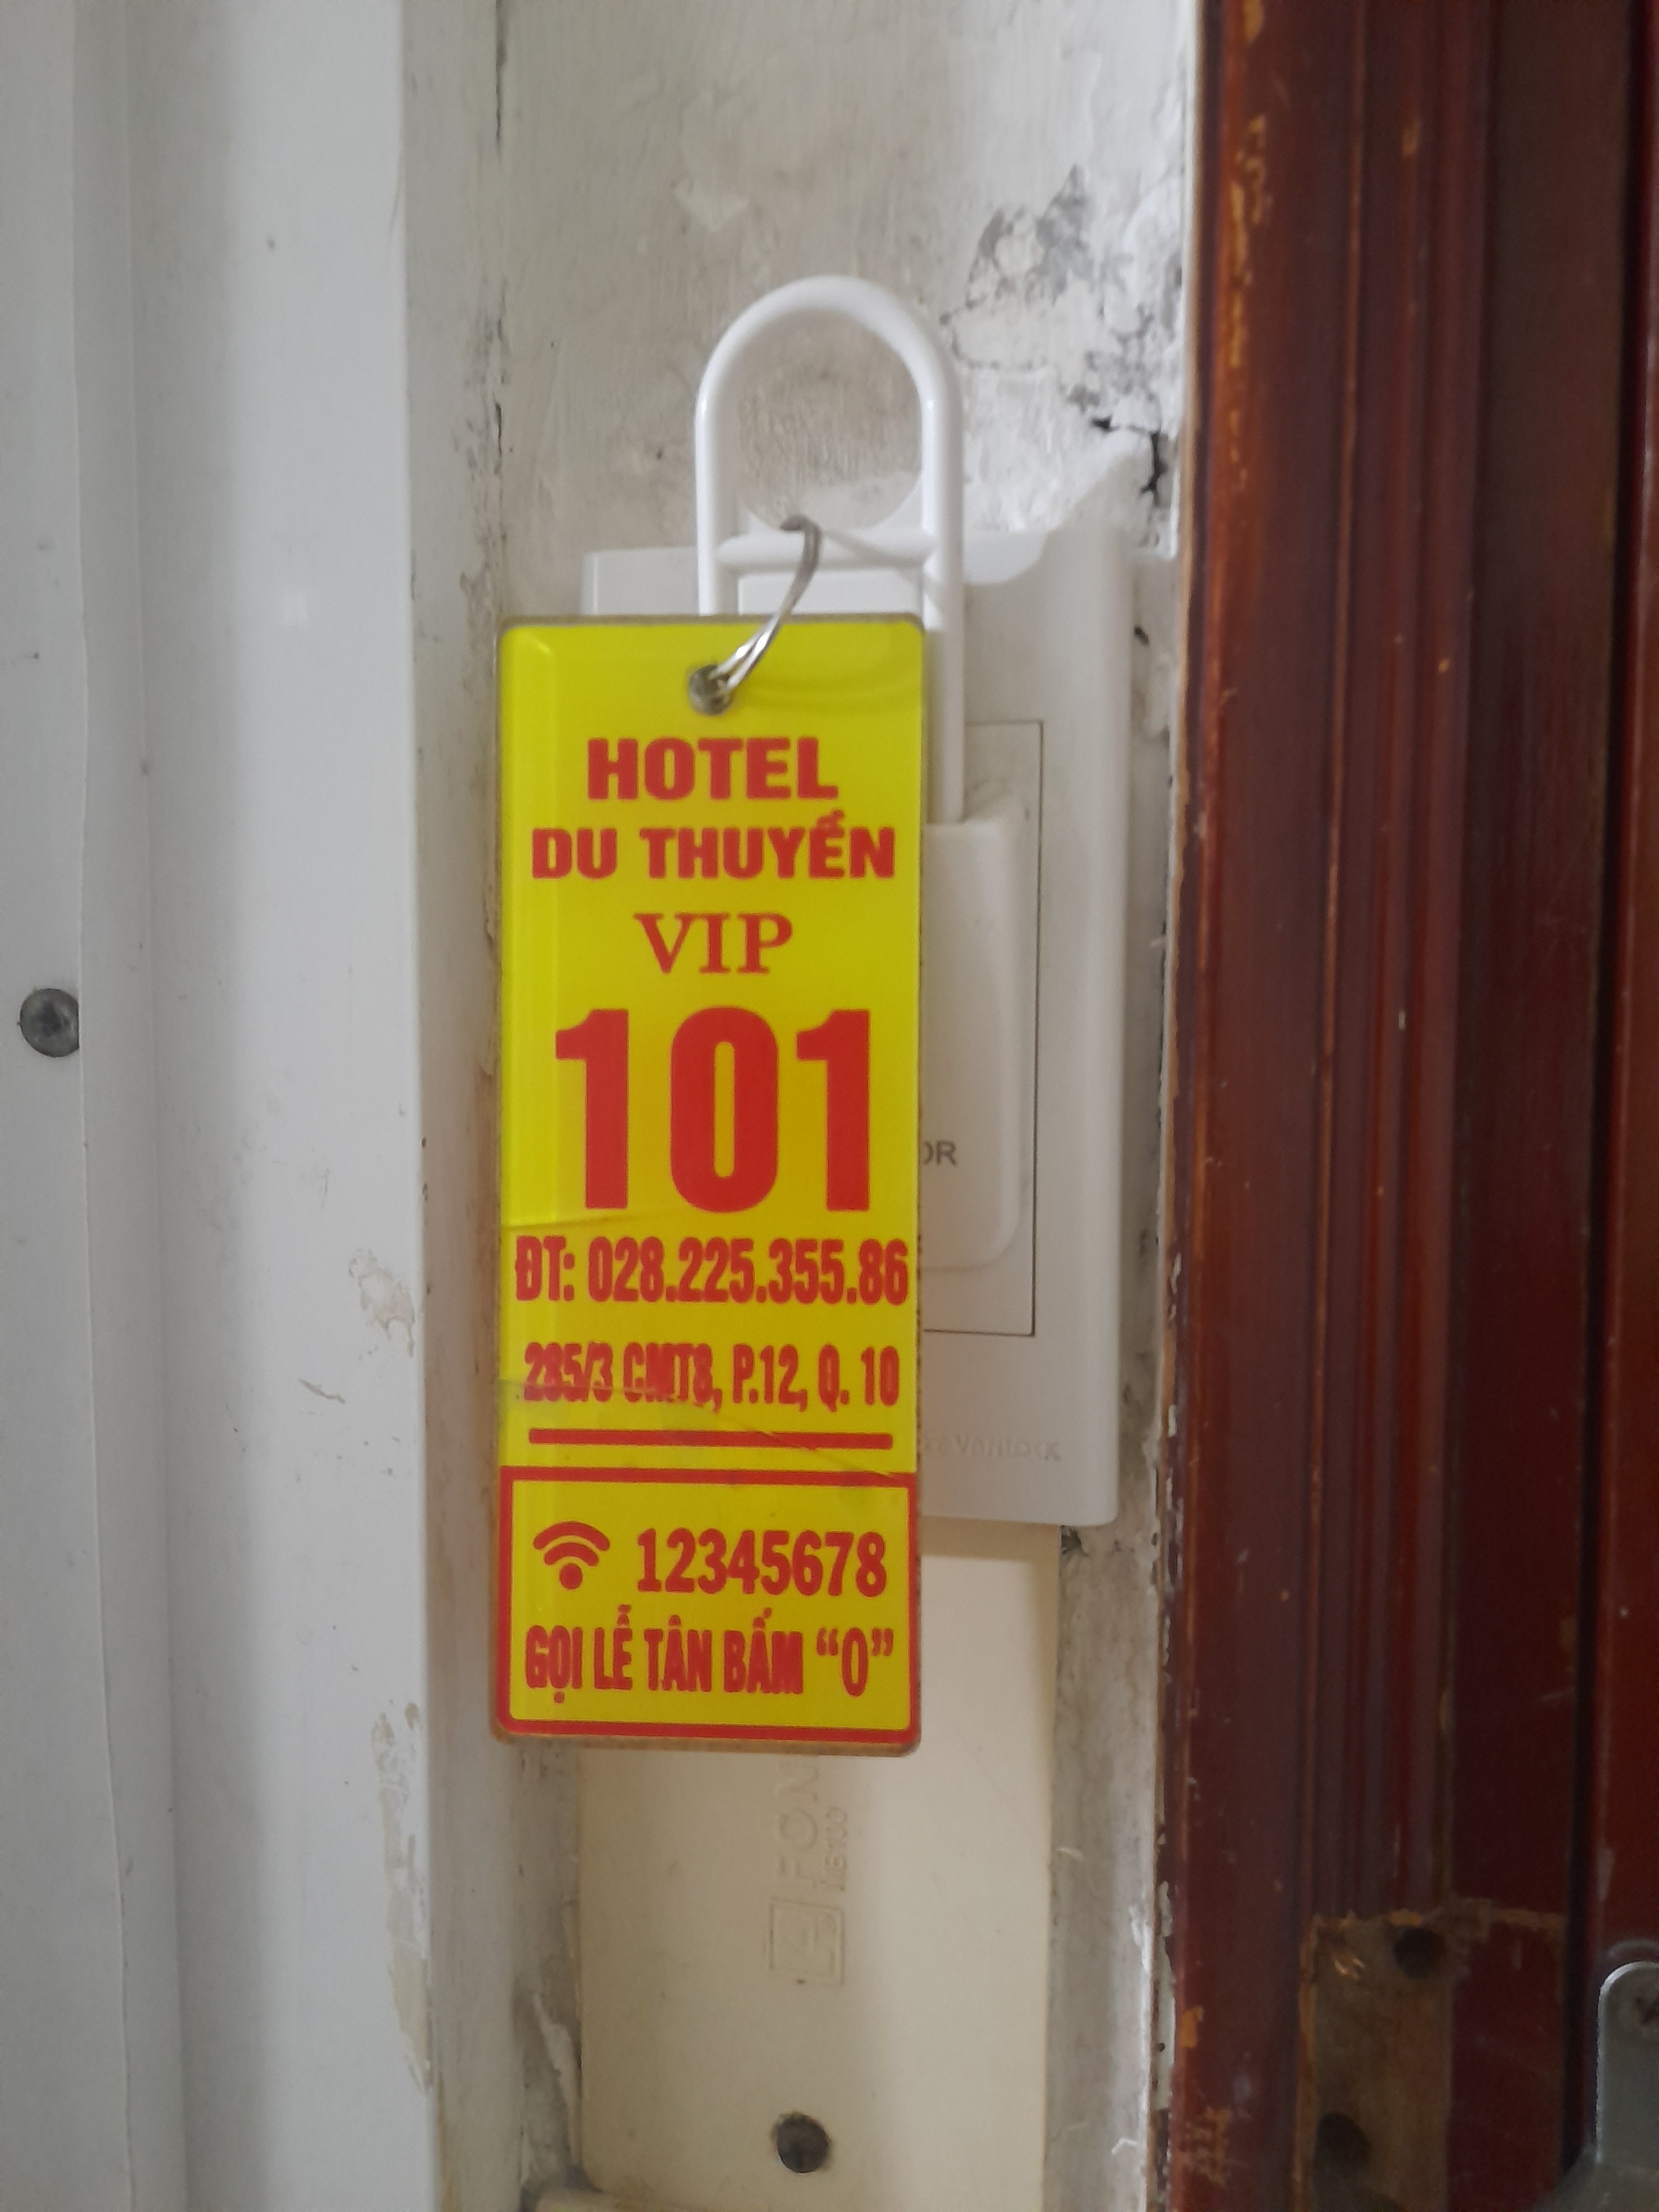 HOTEL
DU THUYỀN
VIP
101
ĐT: 028.225.355.86
285/3 CMT8, P.12, Q. 10
12345678
GỌI LỄ TÂN BẤM “0”